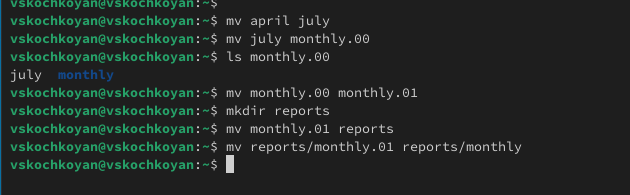 vskochkoyan@vskochkoyan:~$
vskochkoyan@vskochkoyan:~$ mv april july
vskochkoyan@vskochkoyan:~$ mv july monthly.00
vskochkoyan@vskochkoyan:~$ ls monthly.00
july  monthly
vskochkoyan@vskochkoyan:~$ mv monthly.00 monthly.01
vskochkoyan@vskochkoyan:~$ mkdir reports
vskochkoyan@vskochkoyan:~$ mv monthly.01 reports
vskochkoyan@vskochkoyan:~$ mv reports/monthly.01 reports/monthly
vskochkoyan@vskochkoyan:~$